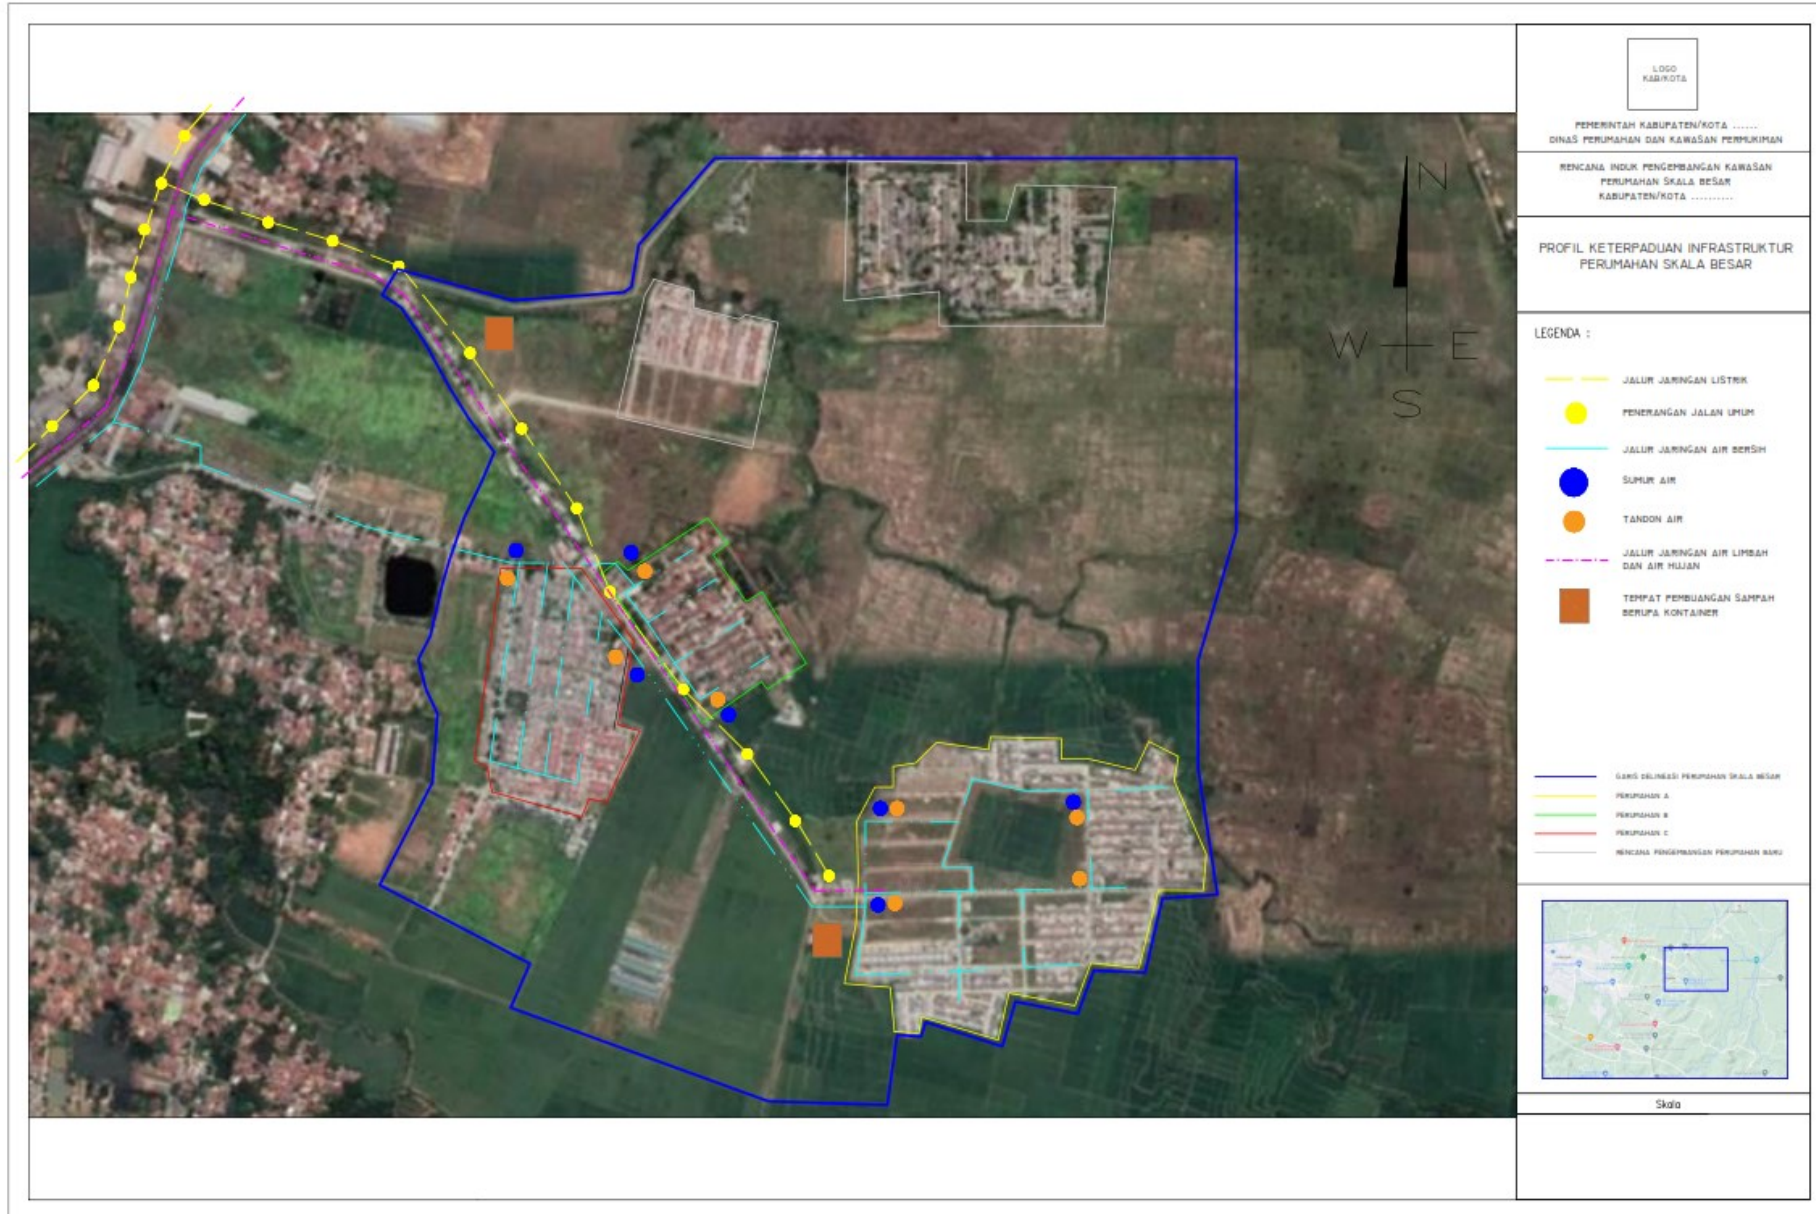 LOGO
KAB/KOTA
PEMERINTAH KABUPATEN/KOTA ......
DINAS PERUMAHAN DAN KAWASAN PERMUKIMAN
RENCANA INDUK PENGEMBANGAN KAWASAN
PERUMAHAN SKALA BESAR
KABUPATEN/KOTA ..........
PROFIL KETERPADUAN INFRASTRUKTUR
PERUMAHAN SKALA BESAR
N
W E
S
LEGENDA :
JALUR JARINGAN LISTRIK
PENERANGAN JALAN UMUM
JALUR JARINGAN AIR BERSIH
SUMUR AIR
TANDON AIR
JALUR JARINGAN AIR LIMBAH
DAN AIR HUJAN
TEMPAT PEMBUANGAN SAMPAH
BERUPA KONTAINER
GARIS DELINEASI PERUMAHAN SKALA BESAR
PERUMAHAN A
PERUMAHAN B
PERUMAHAN C
RENCANA PENGEMBANGAN PERUMAHAN BARU
Skala